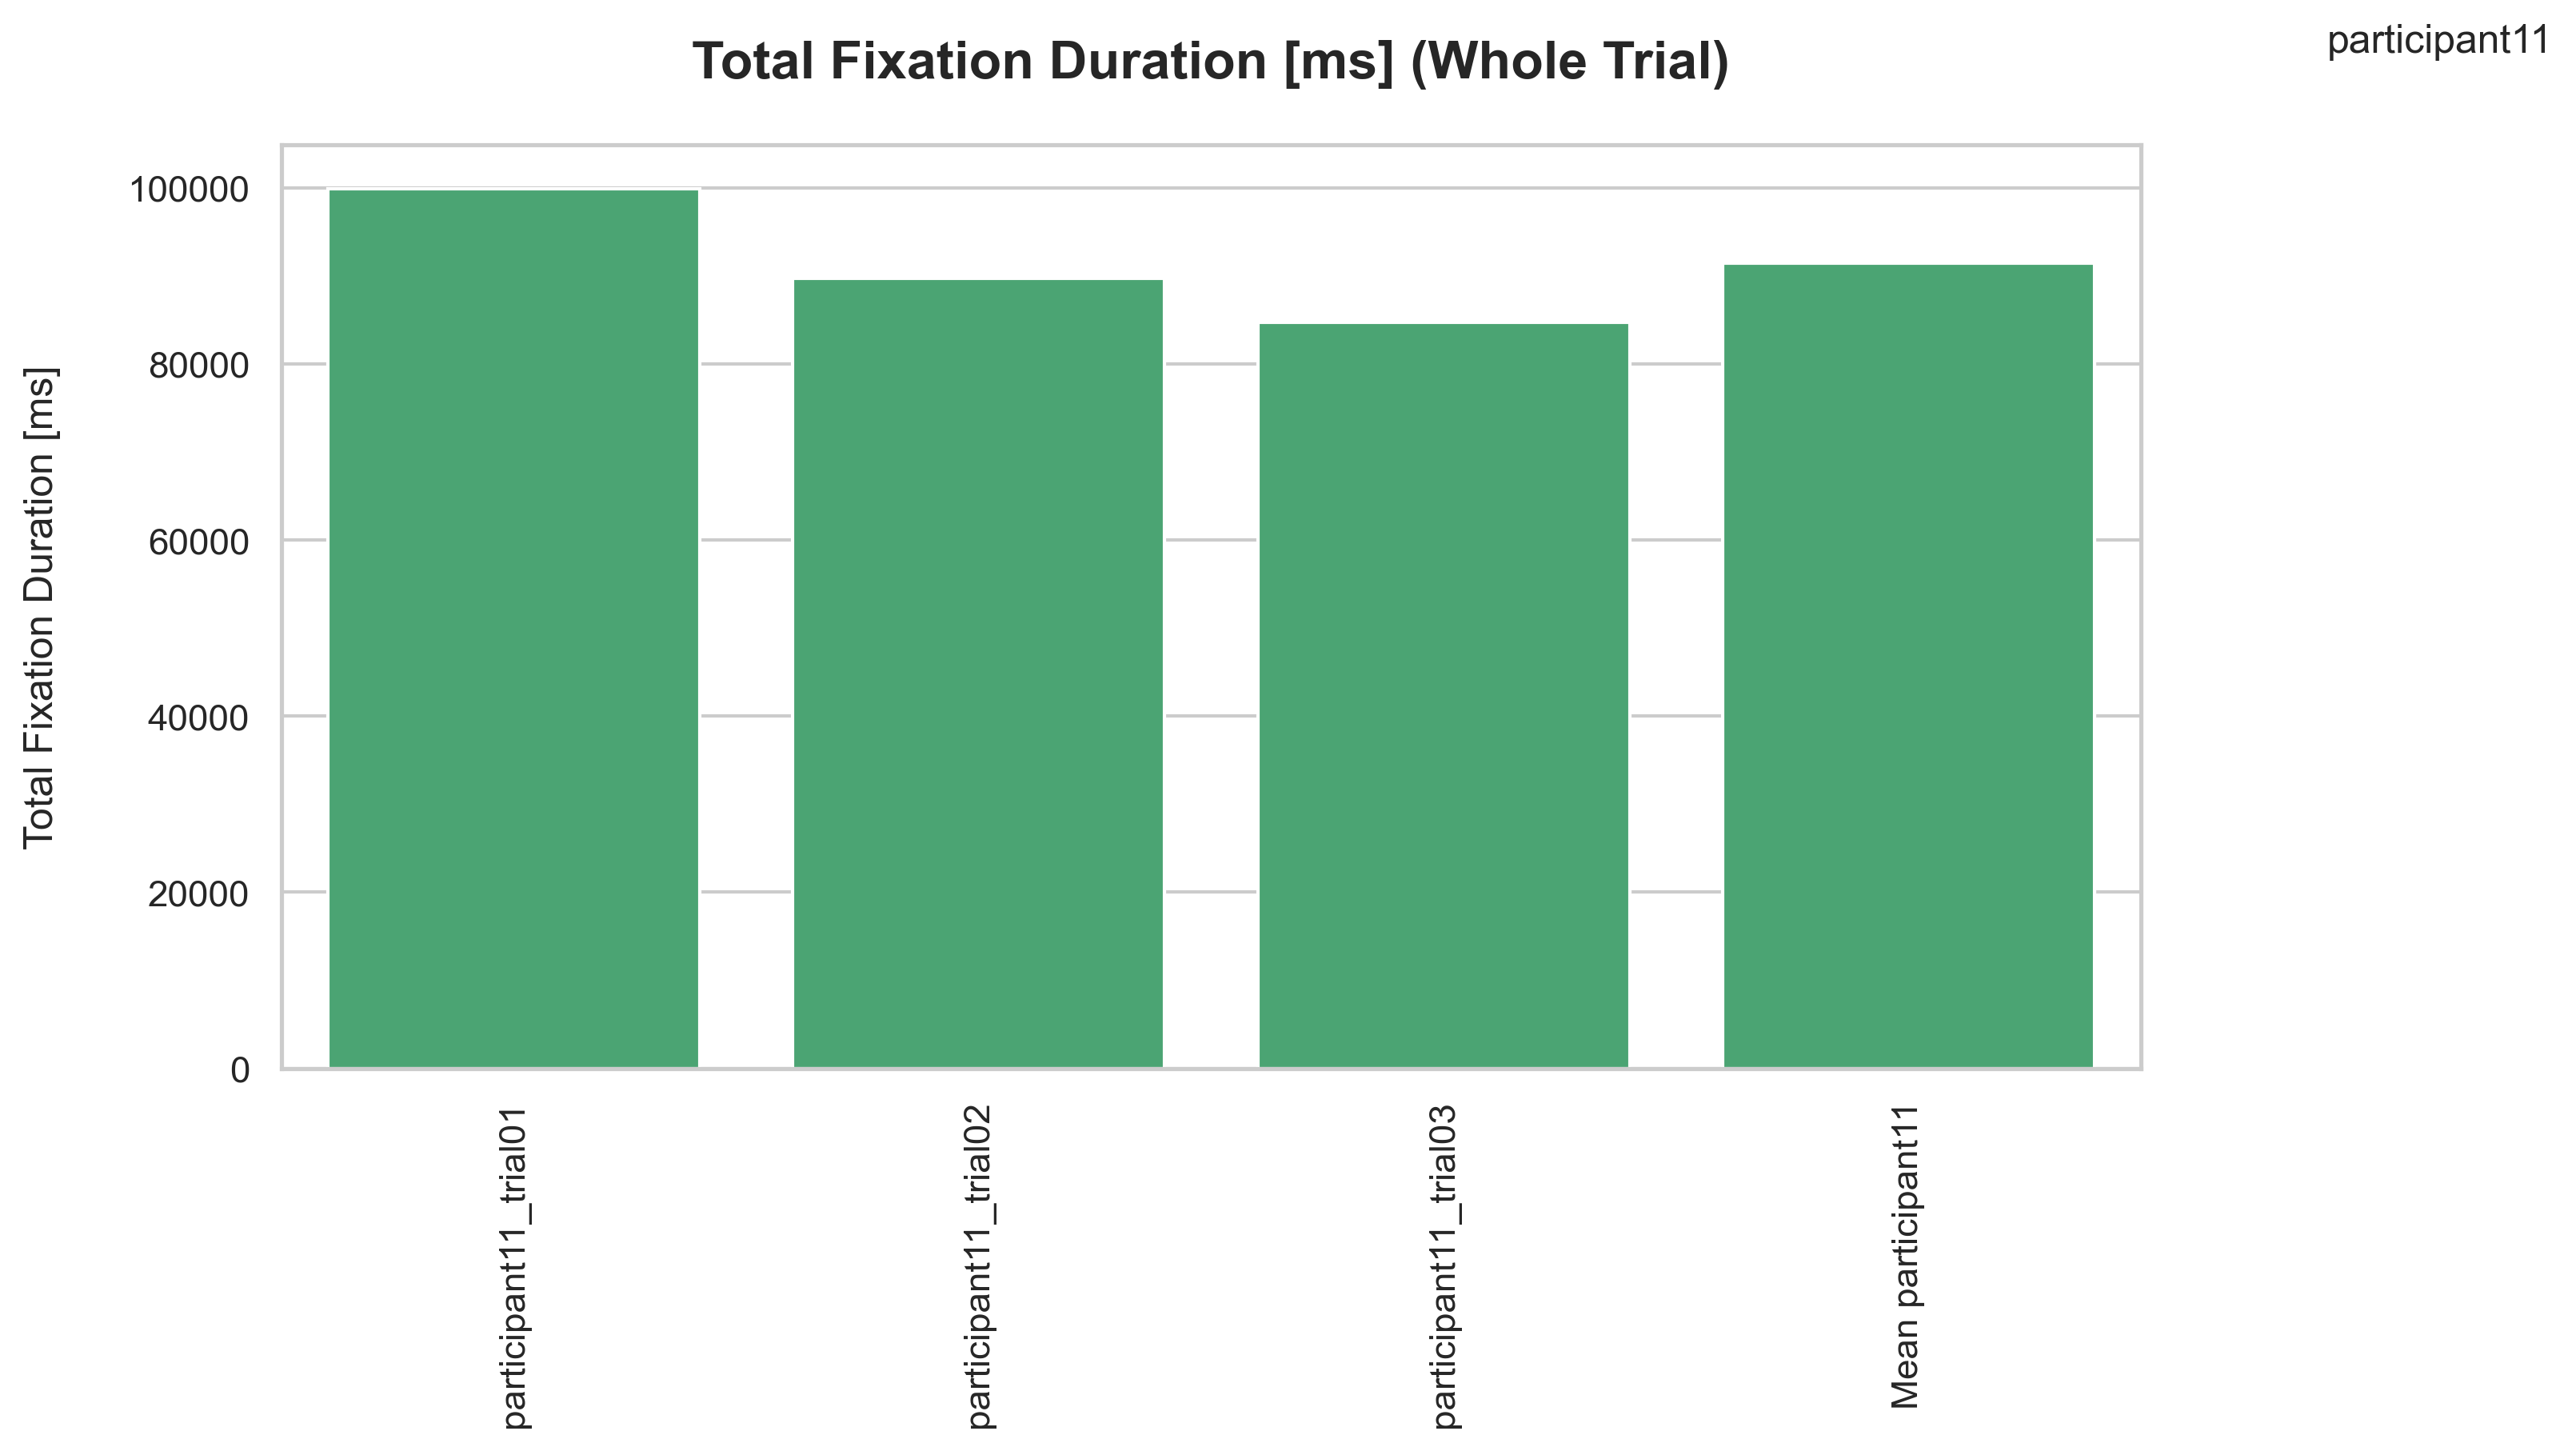 participant11
Total Fixation Duration [ms] (Whole Trial)
Total Fixation Duration [ms]
100000
80000
60000
40000
20000
0
participant11_trial01
participant11_trial02
participant11_trial03
Mean participant11